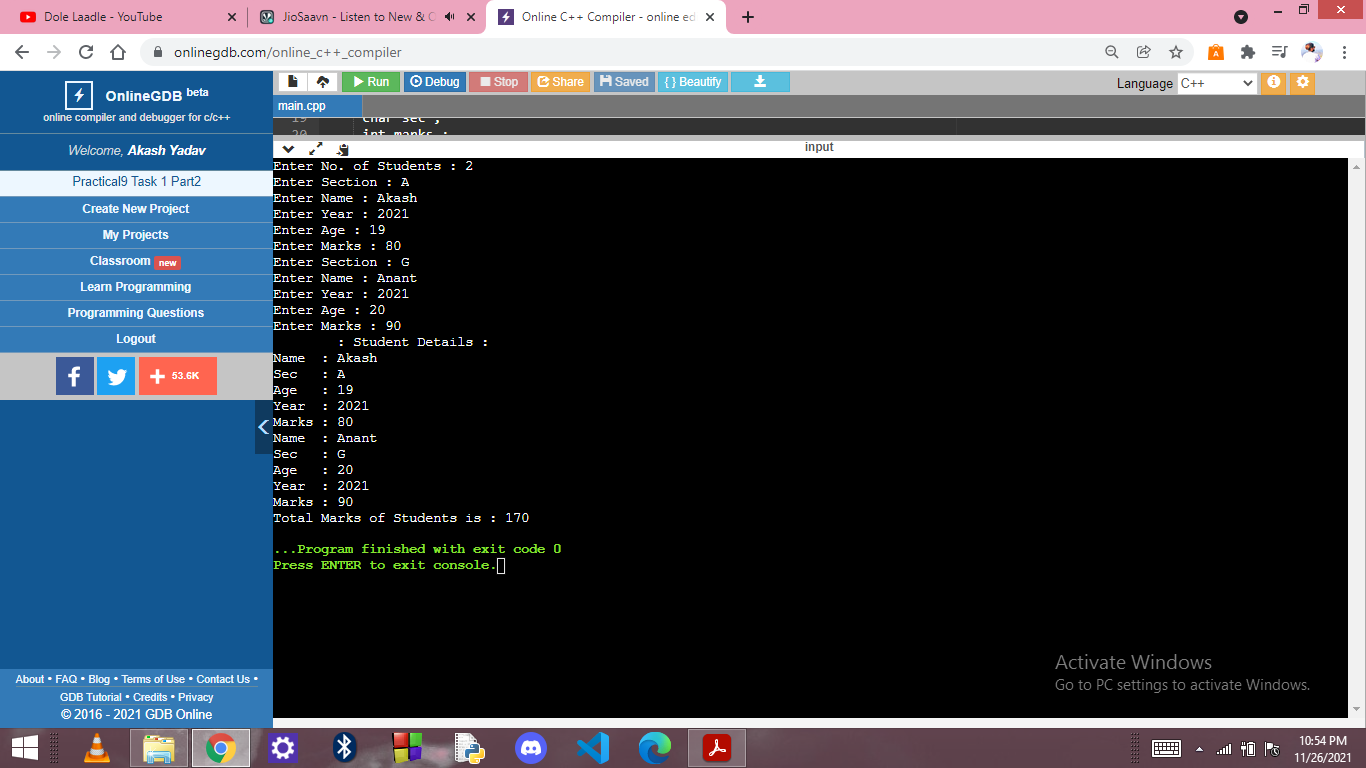 Dole Laadle - YouTube
JioSaavn - Listen to New & O
Online C++ Compiler - online ed
onlinegdb.com/online_c++_compiler
OnlineGDB beta
online compiler and debugger for c/c++
Welcome, Akash Yadav
Practical9 Task 1 Part2
Create New Project
My Projects
Classroom new
Learn Programming
Programming Questions
Logout
53.6K
About • FAQ • Blog • Terms of Use • Contact Us •
GDB Tutorial • Credits • Privacy
© 2016 - 2021 GDB Online
Run Debug Stop Share Saved { } Beautify
Language C++
main.cpp
19 char sec ;
20 int marks ;
input
Enter No. of Students : 2
Enter Section : A
Enter Name : Akash
Enter Year : 2021
Enter Age : 19
Enter Marks : 80
Enter Section : G
Enter Name : Anant
Enter Year : 2021
Enter Age : 20
Enter Marks : 90
: Student Details :
Name : Akash
Sec : A
Age : 19
Year : 2021
Marks : 80
Name : Anant
Sec : G
Age : 20
Year : 2021
Marks : 90
Total Marks of Students is : 170
...Program finished with exit code 0
Press ENTER to exit console.
Activate Windows
Go to PC settings to activate Windows.
10:54 PM
11/26/2021